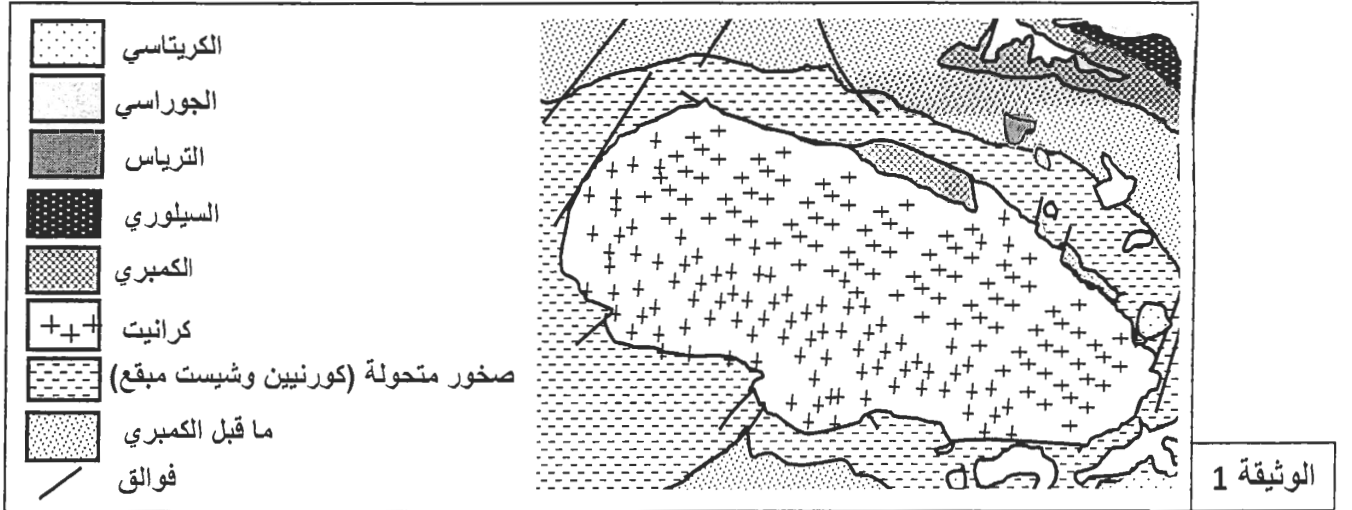 الكريتاسي
الجوراسي
الترياس
السيلوري
الكمبري
كرانيت
صخور متحولة (كورنيين وشيست مبقع)
ما قبل الكمبري
فوالق
الوثيقة 1